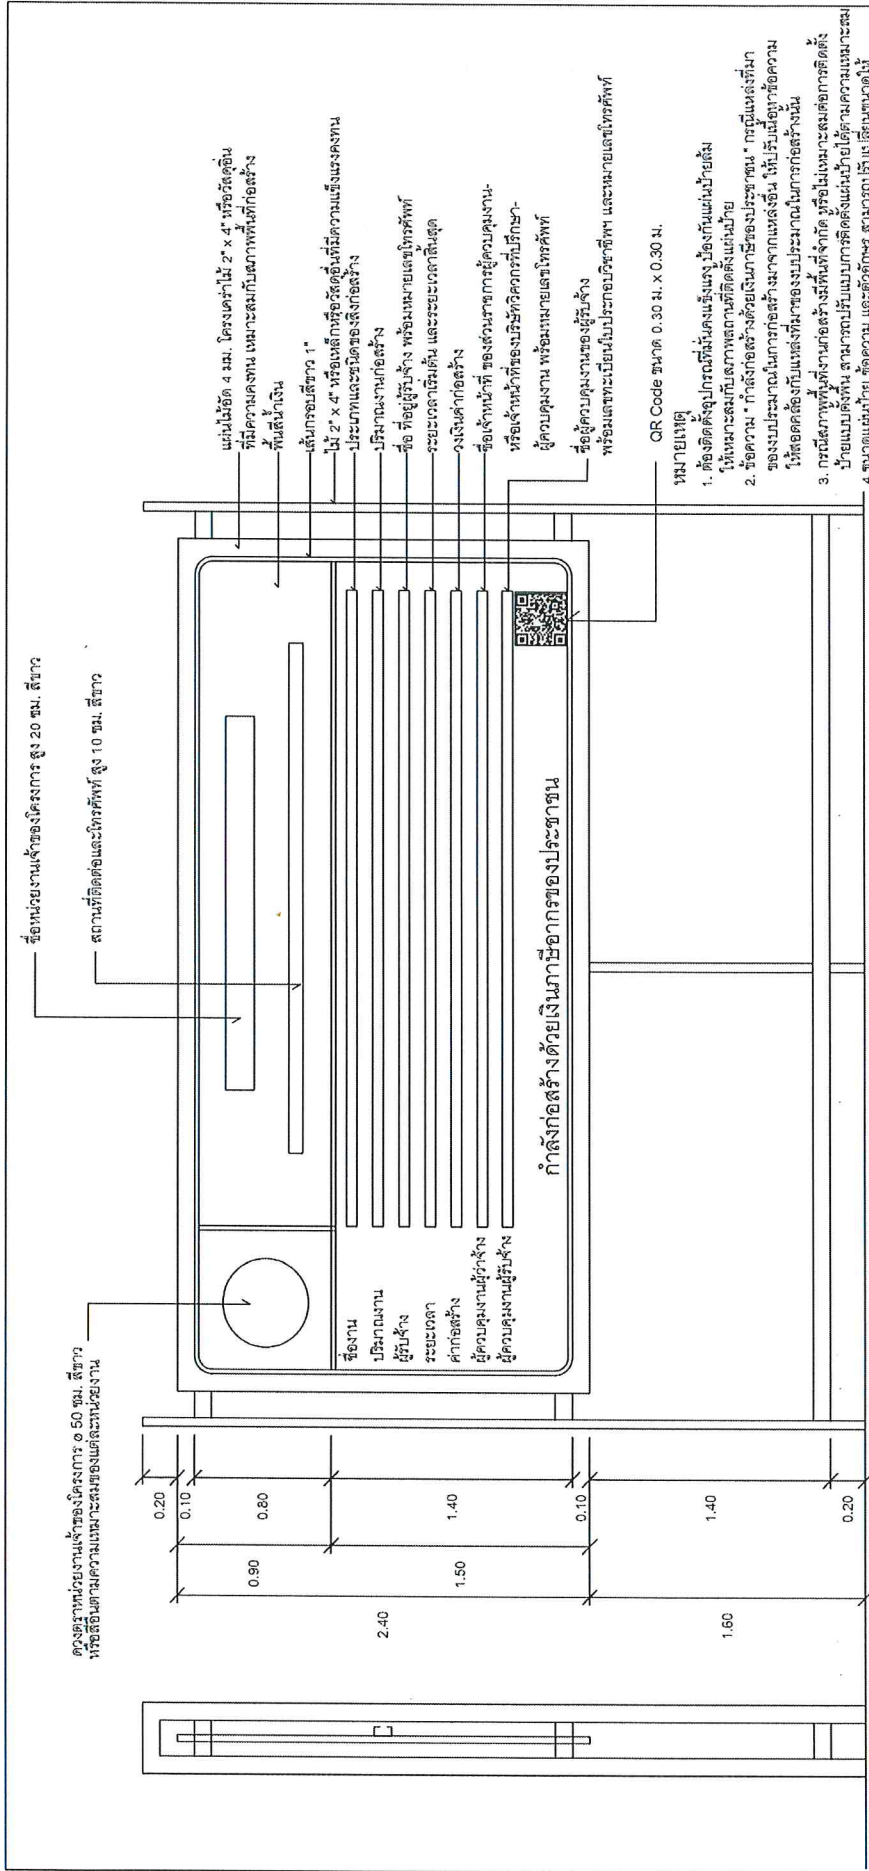 ดวงตราหน่วยงานเจ้าของโครงการ ø 50 ซม. สีขาว
หรือสีอื่นตามความเหมาะสมของแต่ละหน่วยงาน
ชื่อหน่วยงานเจ้าของโครงการ สูง 20 ซม. สีขาว
สถานที่ติดต่อและโทรศัพท์ สูง 10 ซม. สีขาว
แผ่นไม้อัด 4 มม. โครงเคร่าไม้ 2" x 4" หรือวัสดุอื่น
ที่มีความคงทน เหมาะสมกับสภาพพื้นที่ก่อสร้าง
พื้นสีน้ำเงิน
เส้นกรอบสีขาว 1"
ไม้ 2" x 4" หรือเหล็กหรือวัสดุอื่นที่มีความแข็งแรงคงทน
ประเภทและชนิดของสิ่งก่อสร้าง
ปริมาณงานก่อสร้าง
ชื่อ ที่อยู่ผู้รับจ้าง พร้อมหมายเลขโทรศัพท์
ระยะเวลาเริ่มต้น และระยะเวลาสิ้นสุด
วงเงินค่าก่อสร้าง
ชื่อเจ้าหน้าที่ ของส่วนราชการผู้ควบคุมงาน-
หรือเจ้าหน้าที่ของบริษัทวิศวกรที่ปรึกษา-
ผู้ควบคุมงาน พร้อมหมายเลขโทรศัพท์
ชื่อผู้ควบคุมงานของผู้รับจ้าง
พร้อมเลขทะเบียนใบประกอบวิชาชีพฯ และหมายเลขโทรศัพท์
QR Code ขนาด 0.30 ม. x 0.30 ม.
ชื่องาน
ปริมาณงาน
ผู้รับจ้าง
ระยะเวลา
ค่าก่อสร้าง
ผู้ควบคุมงานผู้ว่าจ้าง
ผู้ควบคุมงานผู้รับจ้าง
กำลังก่อสร้างด้วยเงินภาษีอากรของประชาชน
0.20
0.10
0.80
1.40
0.10
1.40
0.20
0.90
1.50
2.40
1.60
หมายเหตุ
1. ต้องติดตั้งอุปกรณ์ที่มั่นคงแข็งแรง ป้องกันแผ่นป้ายล้ม
ให้เหมาะสมกับสภาพสถานที่ติดตั้งแผ่นป้าย
2. ข้อความ " กำลังก่อสร้างด้วยเงินภาษีของประชาชน " กรณีแหล่งที่มา
ของงบประมาณในการก่อสร้างมาจากแหล่งอื่น ให้ปรับเนื้อหาข้อความ
ให้สอดคล้องกับแหล่งที่มาของงบประมาณในการก่อสร้างนั้น
3. กรณีสภาพพื้นที่งานก่อสร้างมีพื้นที่จำกัด หรือไม่เหมาะสมต่อการติดตั้ง
ป้ายแบบตั้งพื้น สามารถปรับแบบการติดตั้งแผ่นป้ายได้ตามความเหมาะสม
4. ขนาดแผ่นป้าย ข้อความ และตัวอักษร สามารถปรับเปลี่ยนขนาดให้